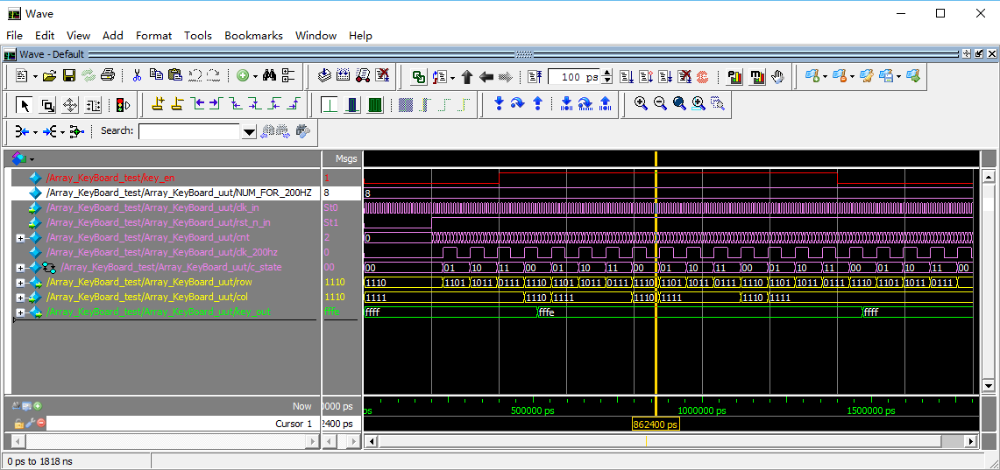 Wave
File Edit View Add Format Tools Bookmarks Window Help
Wave - Default
100 ps
Search:
Msgs
/Array_KeyBoard_test/key_en 1
/Array_KeyBoard_test/Array_KeyBoard_uut/NUM_FOR_200HZ 8 8
/Array_KeyBoard_test/Array_KeyBoard_uut/clk_in St0
/Array_KeyBoard_test/Array_KeyBoard_uut/rst_n_in St1
/Array_KeyBoard_test/Array_KeyBoard_uut/cnt 2 0
/Array_KeyBoard_test/Array_KeyBoard_uut/clk_200hz 0
/Array_KeyBoard_test/Array_KeyBoard_uut/c_state 00 00 01 10 11 00 01 10 11 00 01 10 11 00 01 10 11 00 01 10 11 00
/Array_KeyBoard_test/Array_KeyBoard_uut/row 1110 1110 1101 1011 0111 1110 1101 1011 0111 1110 1101 1011 0111 1110 1101 1011 0111 1110 1101 1011 0111
/Array_KeyBoard_test/Array_KeyBoard_uut/col 1110 1111 1110 1111 1110 1111 1110 1111
/Array_KeyBoard_test/Array_KeyBoard_uut/key_out fffe ffff fffe ffff
Now 0000 ps ps 500000 ps 1000000 ps 1500000 ps
Cursor 1 2400 ps 862400 ps
0 ps to 1818 ns